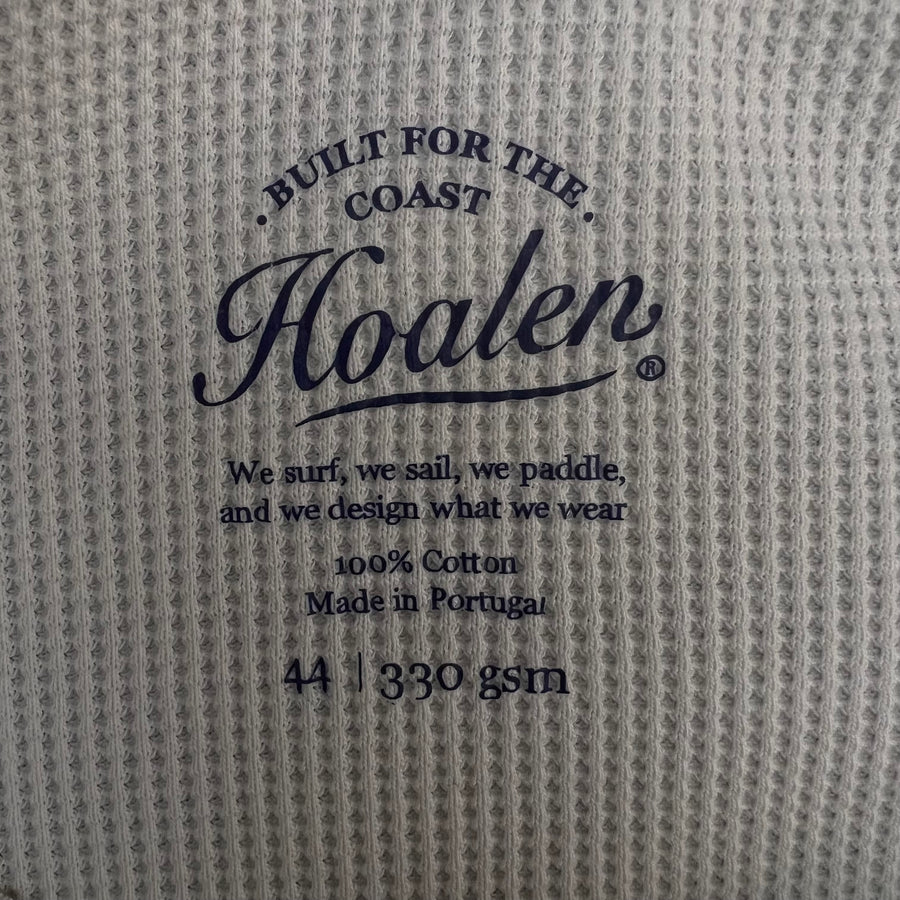 · BUILT FOR THE ·
COAST
Hoalen®
We surf, we sail, we paddle,
and we design what we wear
100% Cotton
Made in Portugal
44 | 330 gsm